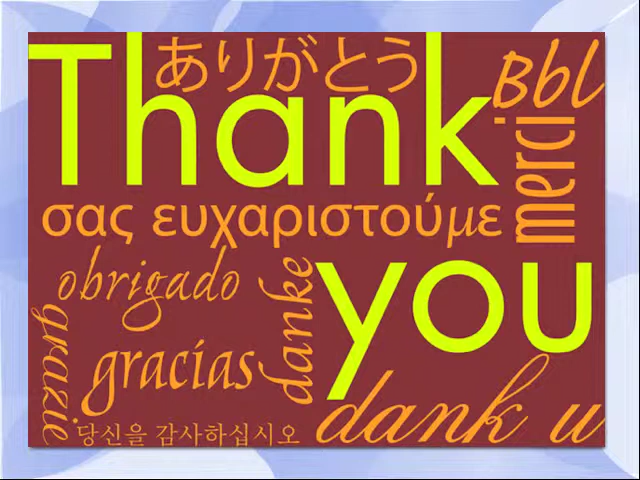 Thank
ありがとう
Bbl
merci
σας ευχαριστούμε
you
obrigado
danke
grazie
gracias
dank u
당신을 감사하십시오